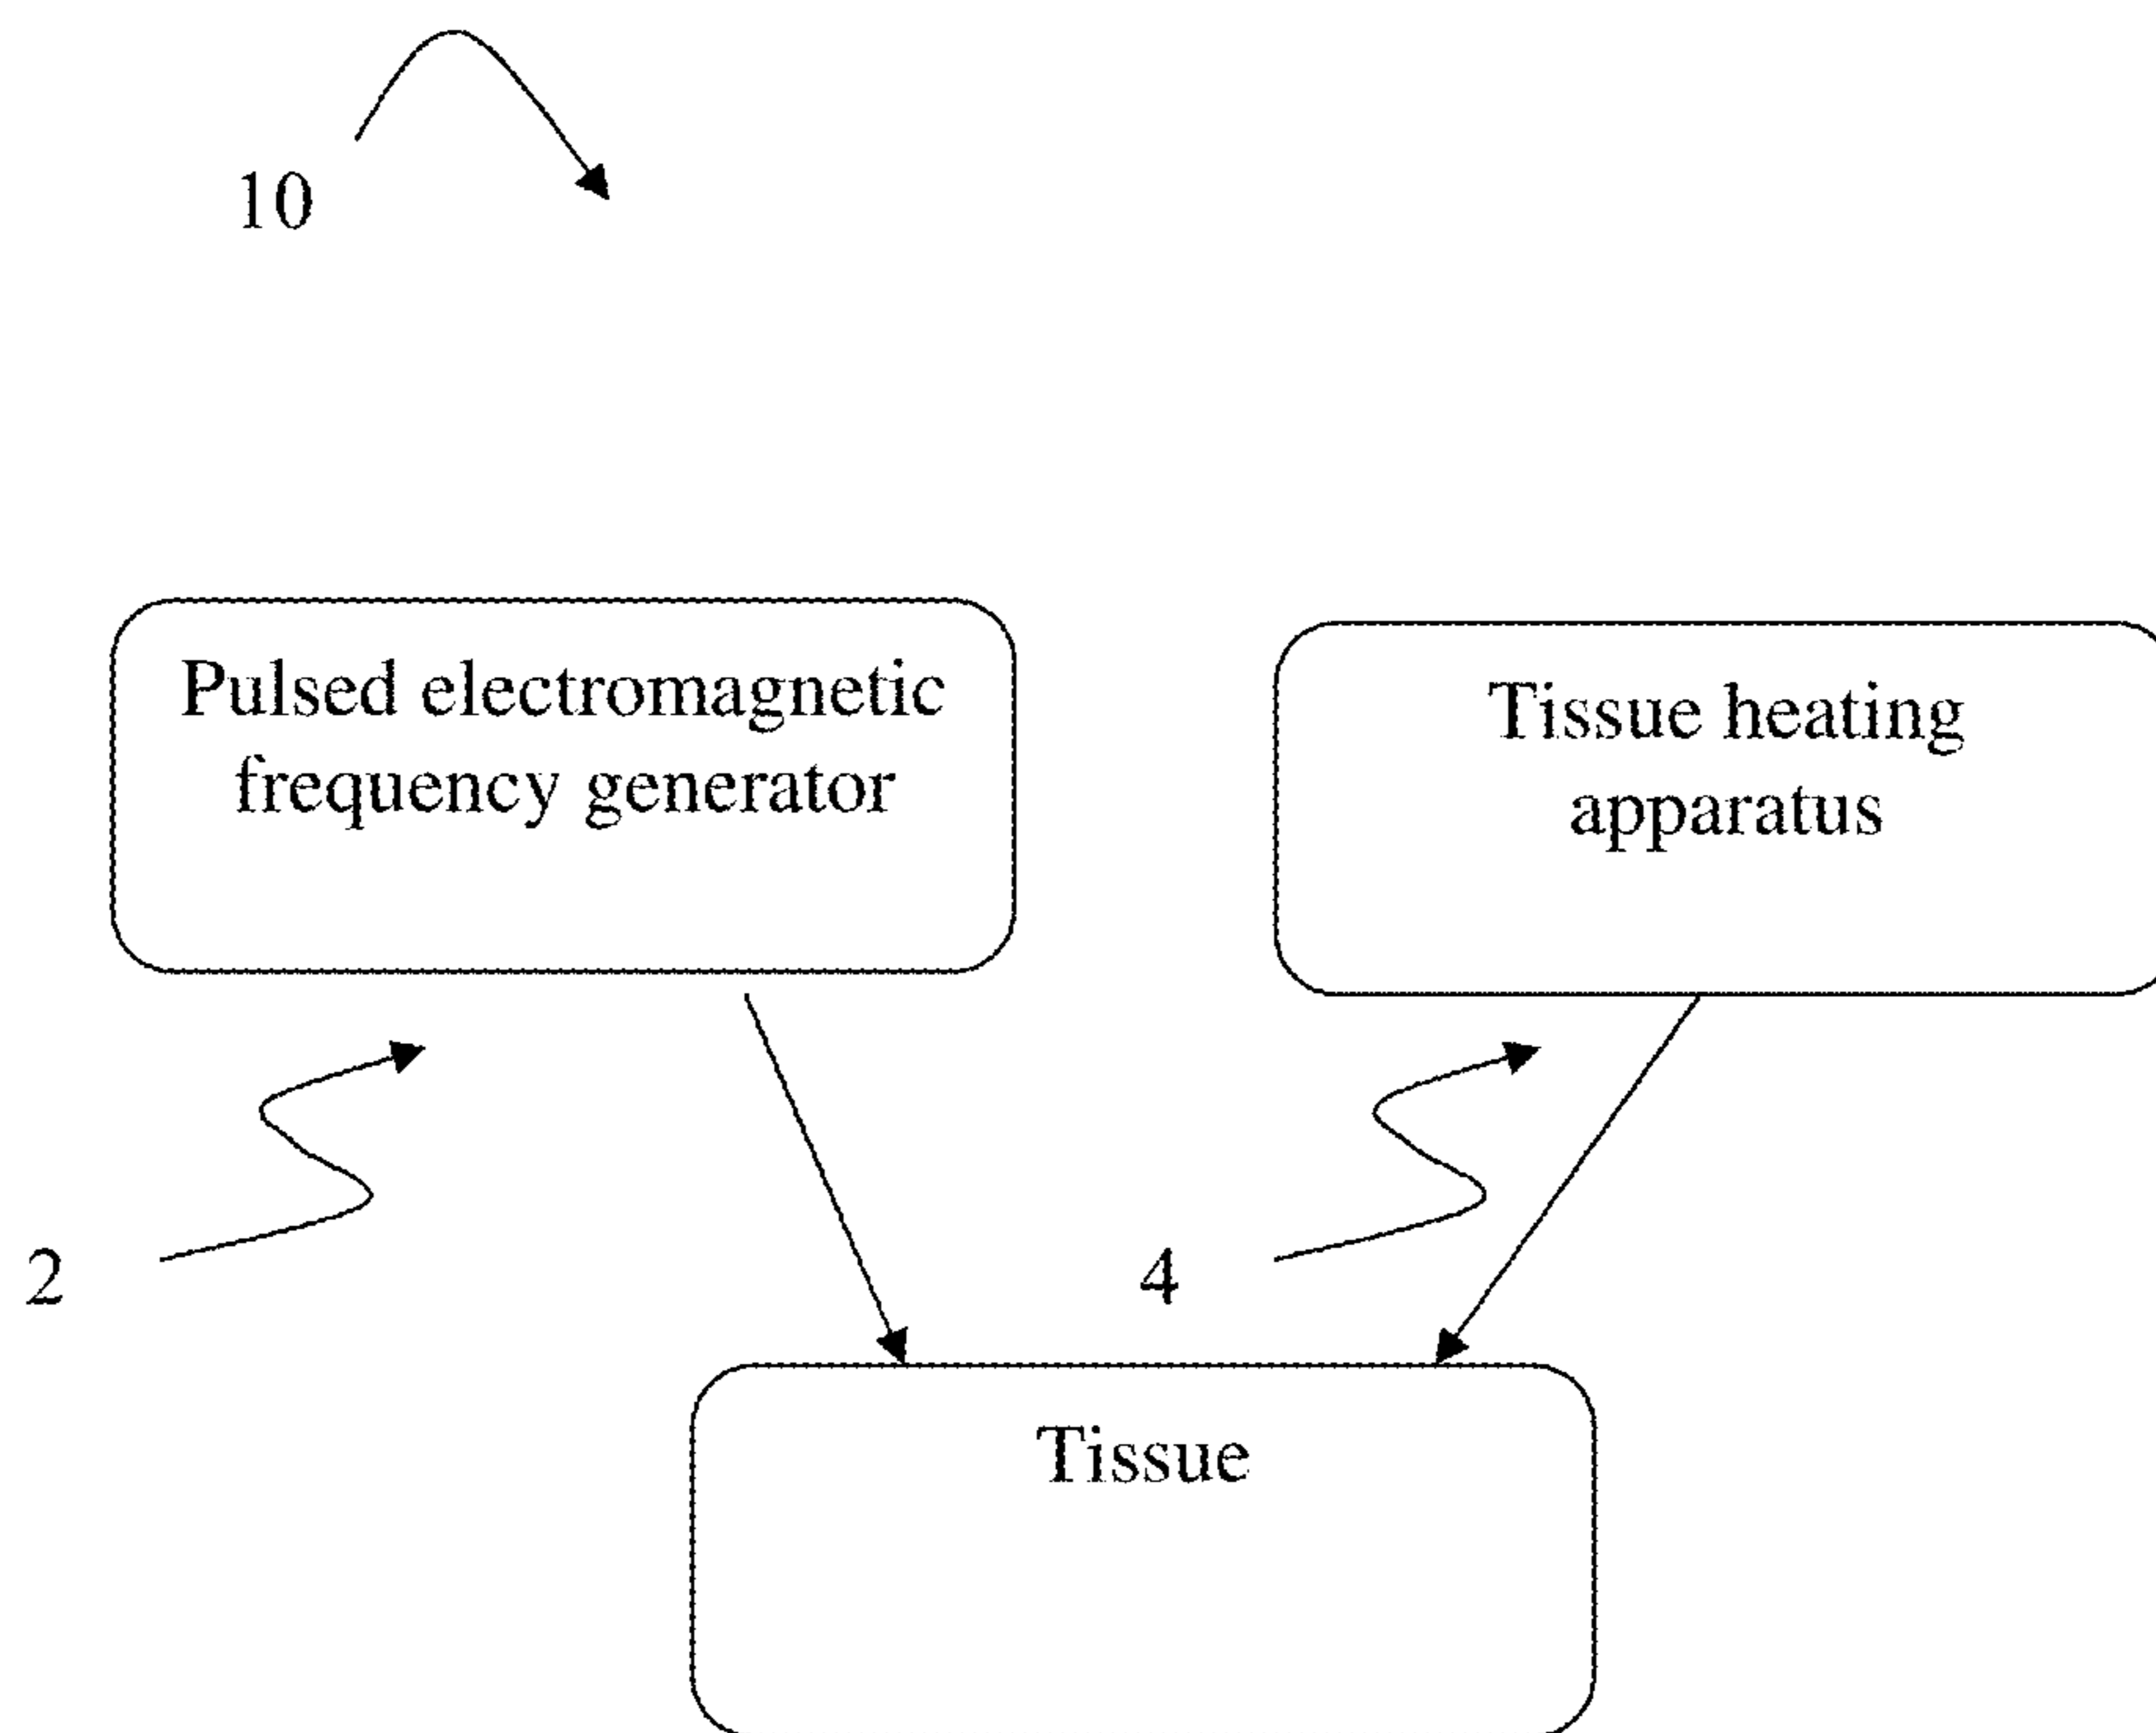 10
Pulsed electromagnetic
frequency generator
Tissue heating
apparatus
2
4
Tissue